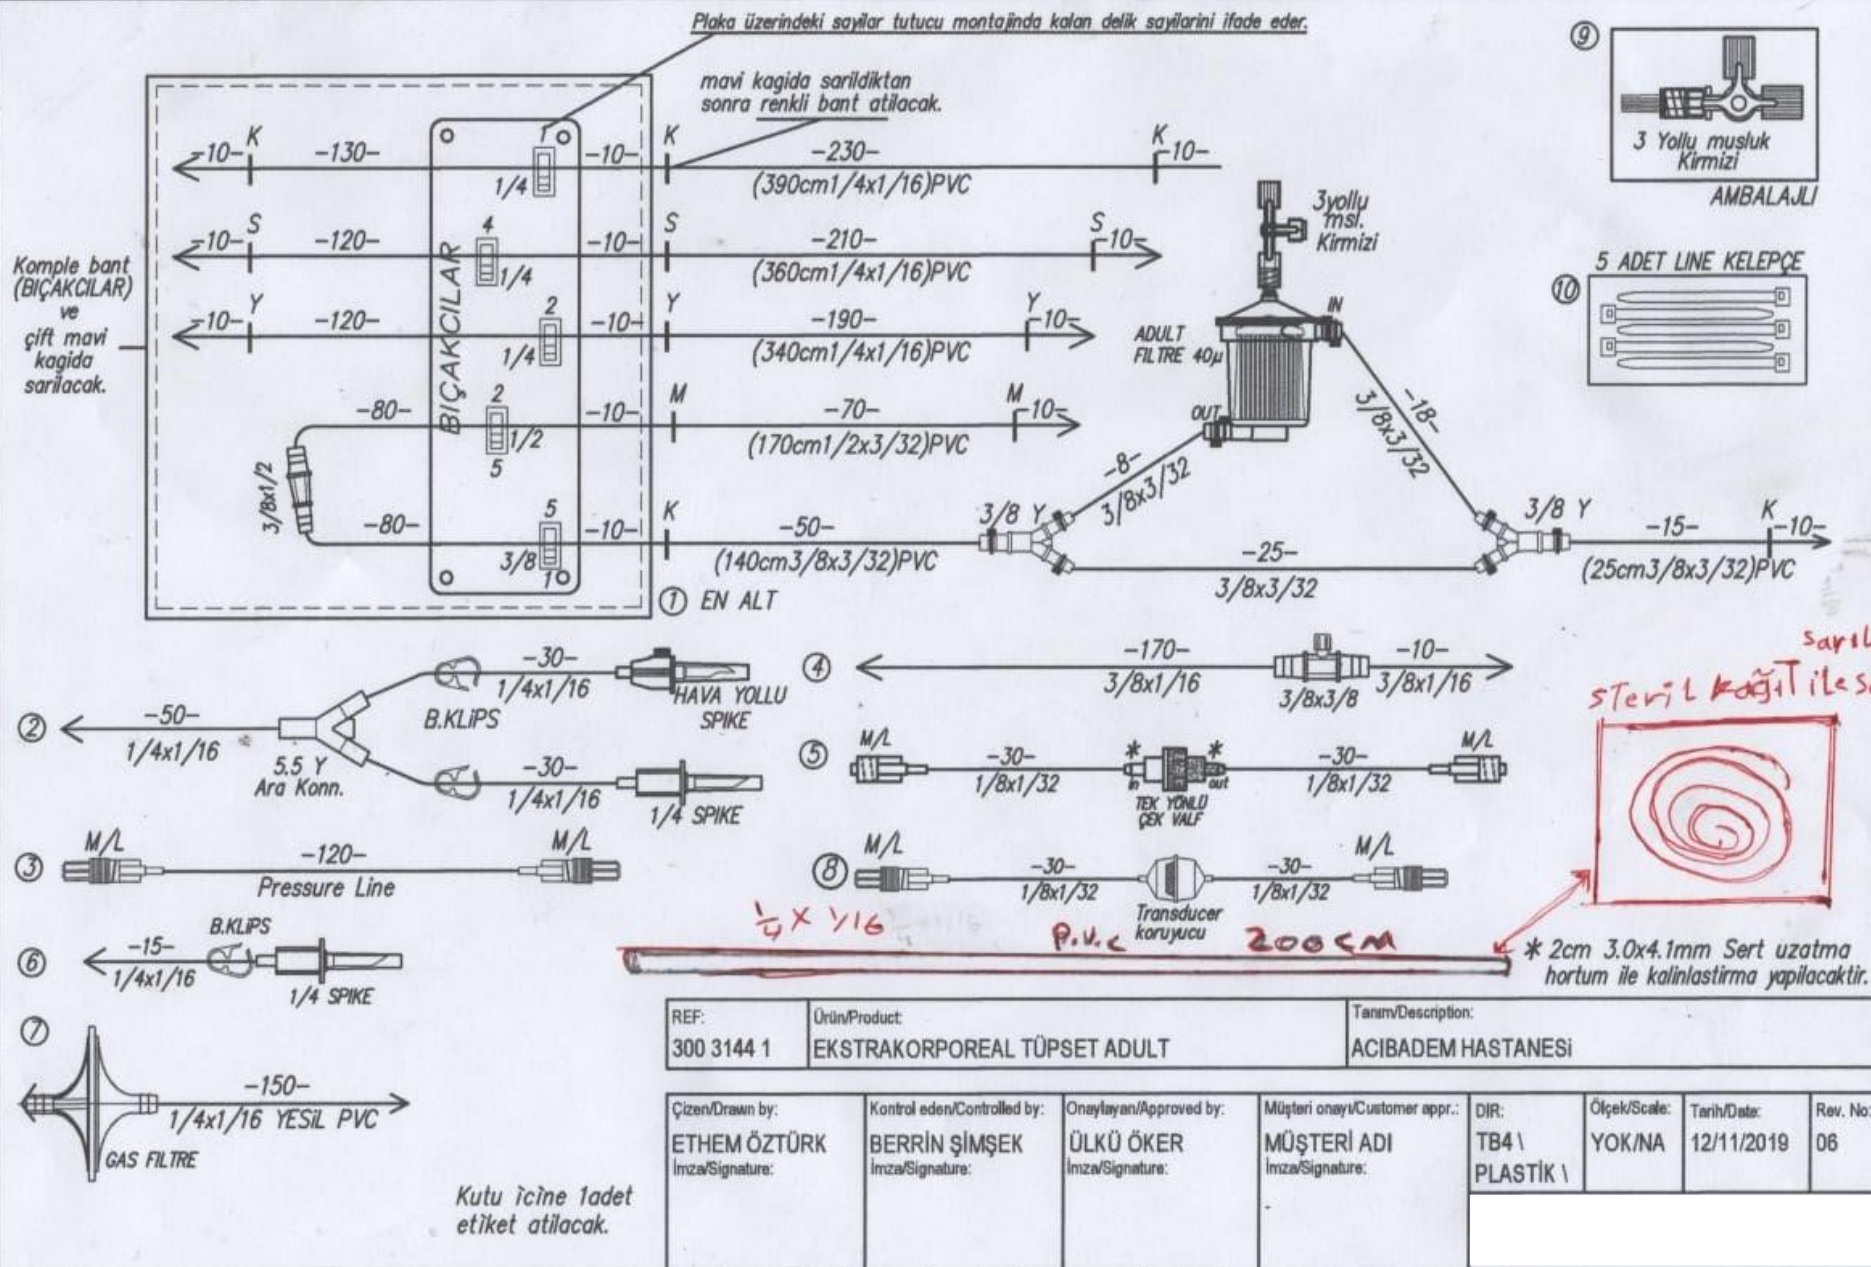 Plaka üzerindeki sayilar tutucu montajinda kalan delik sayilarini ifade eder.
mavi kagida sarildiktan
sonra renkli bant atilacak.
Komple bant
(BIÇAKCILAR)
ve
çift mavi
kagida
sarilacak.
BIÇAKCILAR
-10- K -130- 1 1/4 -10- K -230- K -10-
(390cm1/4x1/16)PVC
-10- S -120- 4 1/4 -10- S -210- S -10-
(360cm1/4x1/16)PVC
-10- Y -120- 2 1/4 -10- Y -190- Y -10-
(340cm1/4x1/16)PVC
-80- 2 1/2 5 -10- M -70- M -10-
(170cm1/2x3/32)PVC
3/8x1/2
-80- 5 3/8 1 -10- K -50-
(140cm3/8x3/32)PVC
3/8 Y
-8-
3/8x3/32
-25-
3/8x3/32
-18-
3/8x3/32
3/8 Y
-15- K -10-
(25cm3/8x3/32)PVC
3yollu
msl.
Kirmizi
ADULT
FILTRE 40µ
IN
OUT
1 EN ALT
9
3 Yollu musluk
Kirmizi
AMBALAJLI
5 ADET LINE KELEPÇE
10
2
-50-
1/4x1/16
5.5 Y
Ara Konn.
B.KLiPS
-30-
1/4x1/16
HAVA YOLLU
SPIKE
-30-
1/4x1/16
1/4 SPIKE
3
M/L -120- M/L
Pressure Line
4
-170- -10-
3/8x1/16 3/8x3/8 3/8x1/16
5
M/L -30- * * -30- M/L
1/8x1/32 in out 1/8x1/32
TEK YÖNLÜ
ÇEK VALF
8
M/L -30- -30- M/L
1/8x1/32 1/8x1/32
Transducer
koruyucu
6
B.KLiPS
-15-
1/4x1/16
1/4 SPIKE
7
-150-
1/4x1/16 YESiL PVC
GAS FiLTRE
1/4 x 1/16 P.V.C 200 CM
STeriL kağıT ile
* 2cm 3.0x4.1mm Sert uzatma
hortum ile kalinlastirma yapilacaktir.
Kutu icine 1adet
etiket atilacak.
REF: Ürün/Product: Tanım/Description:
300 3144 1 EKSTRAKORPOREAL TÜPSET ADULT ACIBADEM HASTANESi
Çizen/Drawn by: Kontrol eden/Controlled by: Onaylayan/Approved by: Müşteri onayı/Customer appr.: DIR: Ölçek/Scale: Tarih/Date: Rev. No:
ETHEM ÖZTÜRK BERRİN ŞİMŞEK ÜLKÜ ÖKER MÜŞTERİ ADI TB4 \ YOK/NA 12/11/2019 06
İmza/Signature: İmza/Signature: İmza/Signature: İmza/Signature: PLASTİK \